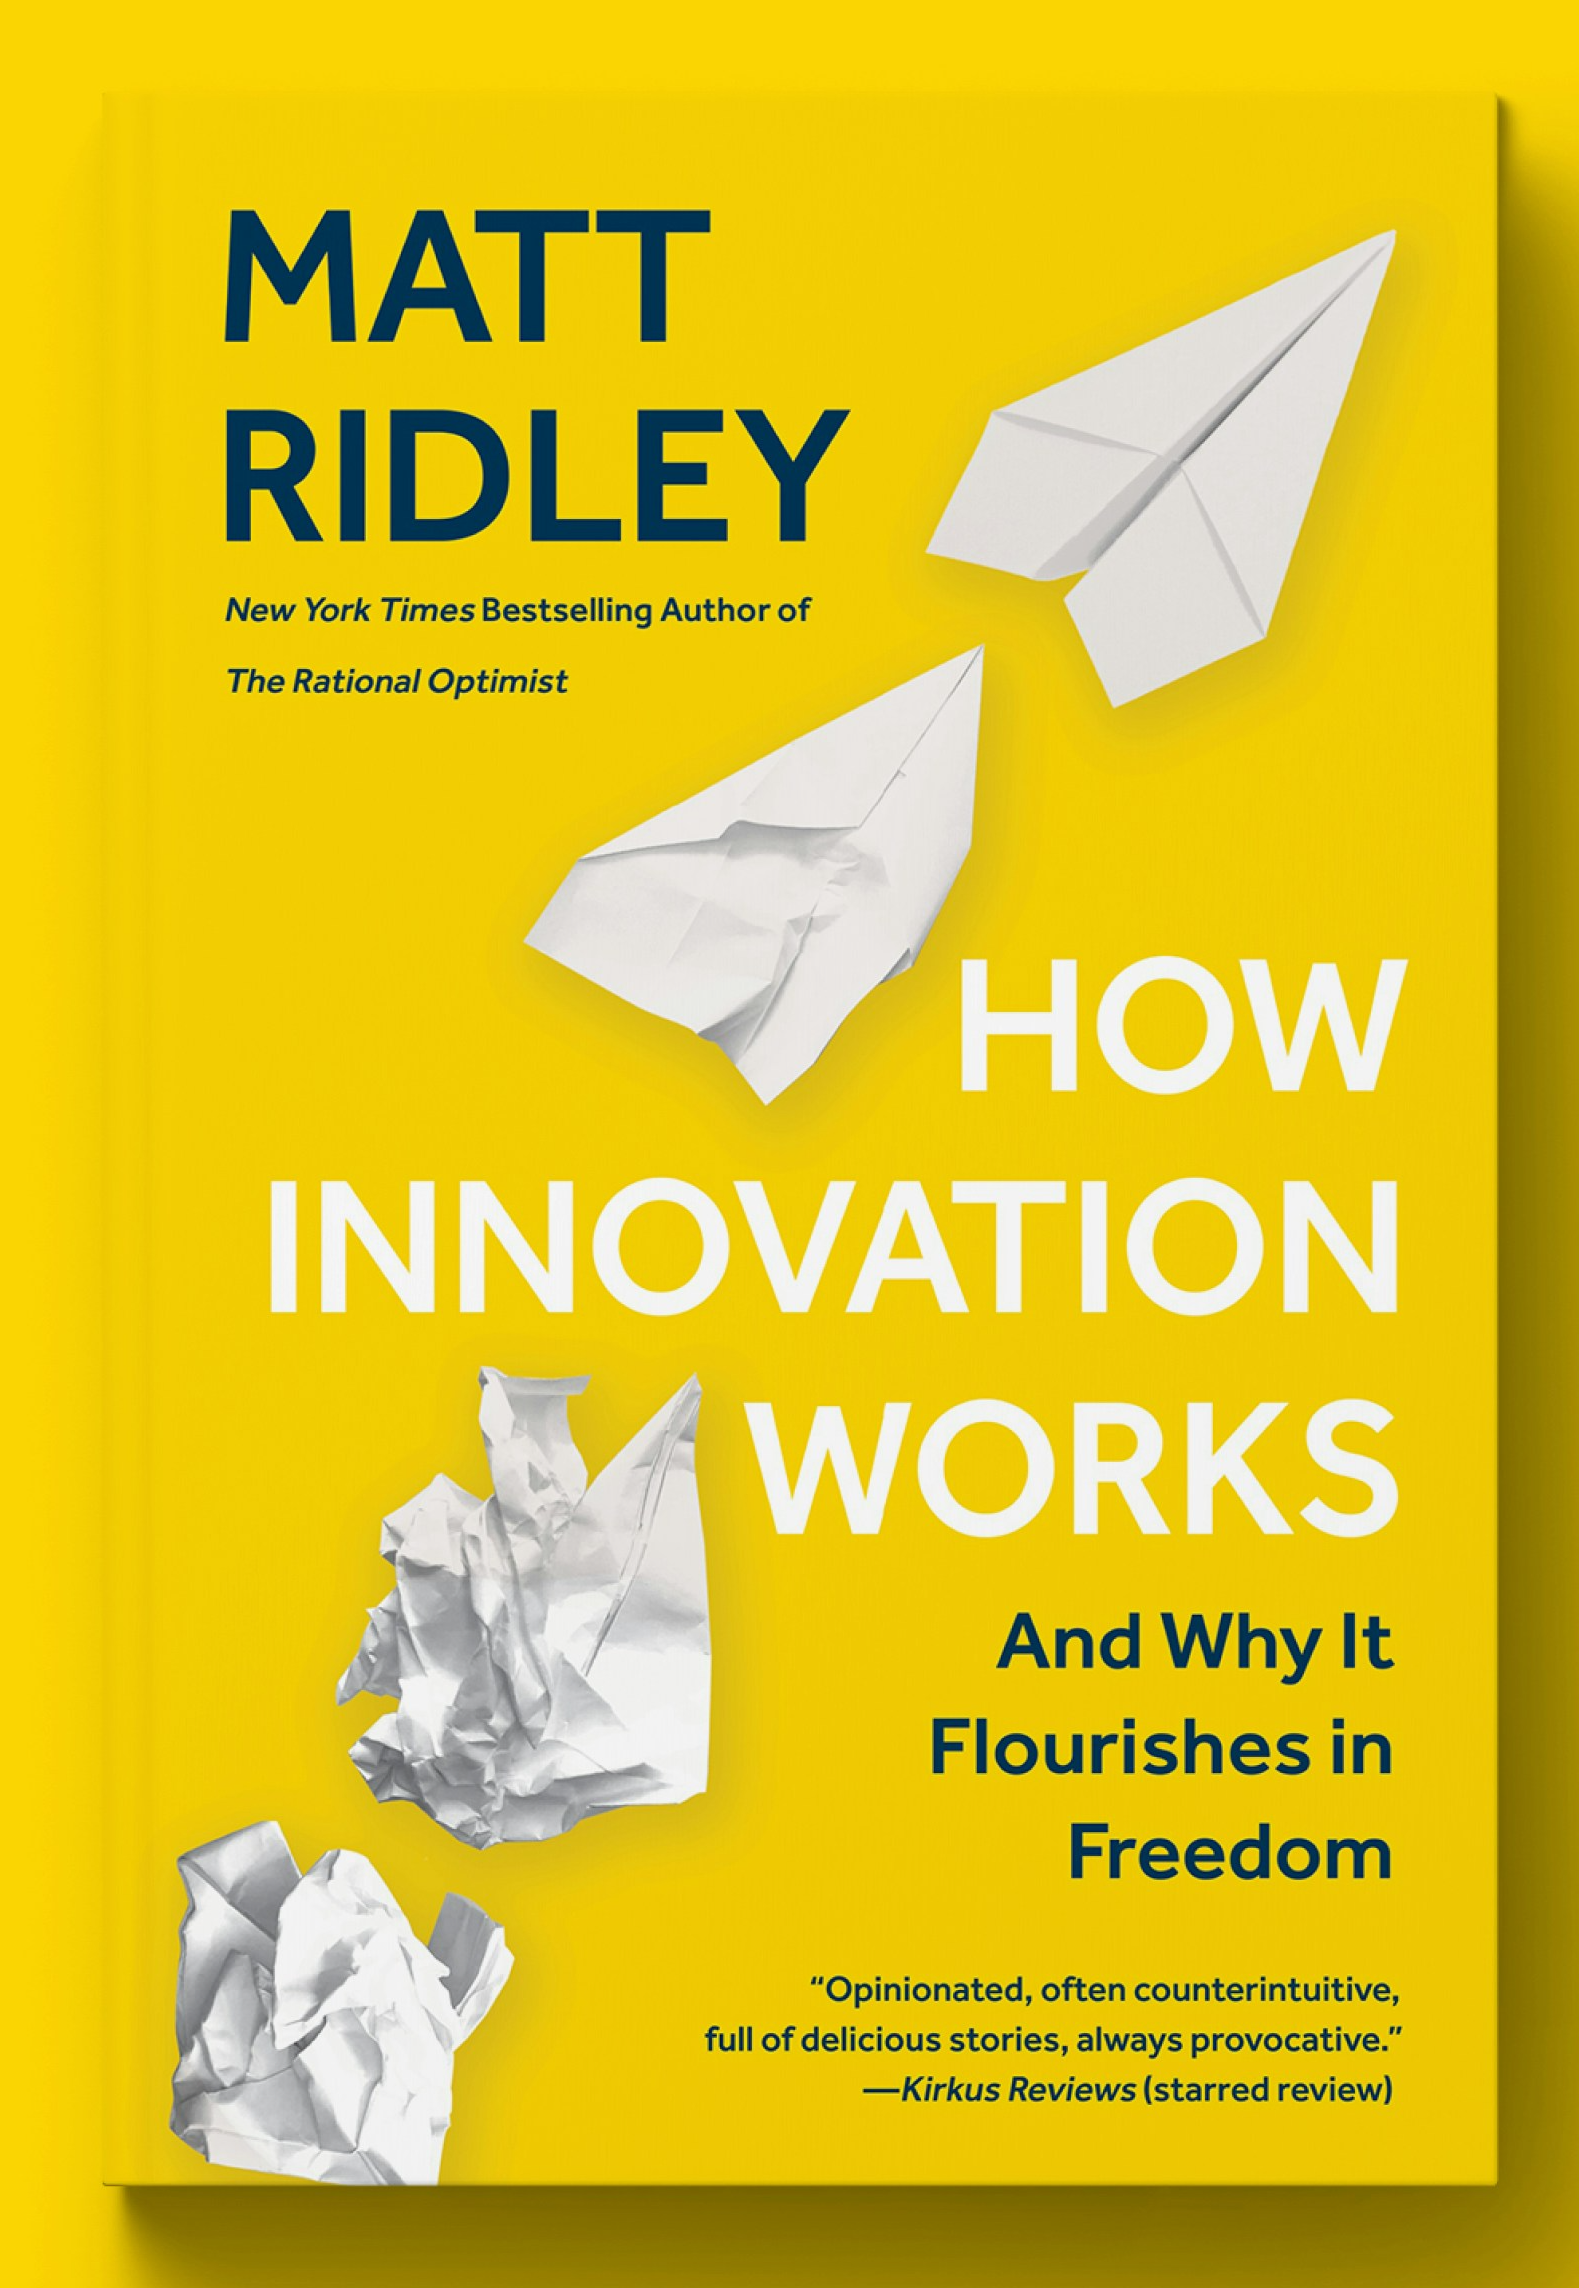 MATT
RIDLEY
New York Times Bestselling Author of
The Rational Optimist
HOW
INNOVATION
WORKS
And Why It
Flourishes in
Freedom
“Opinionated, often counterintuitive,
full of delicious stories, always provocative.”
—Kirkus Reviews (starred review)